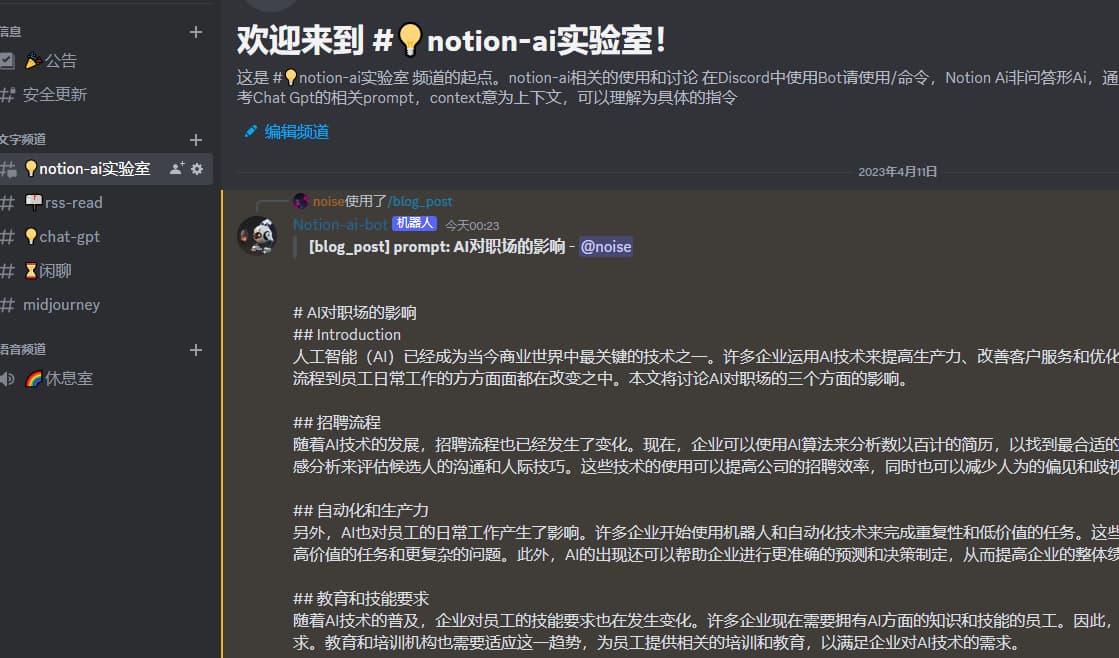 信息
🎉公告
安全更新
文字频道
💡notion-ai实验室
rss-read
💡chat-gpt
⏳闲聊
midjourney
语音频道
🌈休息室
欢迎来到 #💡notion-ai实验室!
这是 #💡notion-ai实验室 频道的起点。notion-ai相关的使用和讨论 在Discord中使用Bot请使用/命令，Notion Ai非问答形Ai，通
考Chat Gpt的相关prompt，context意为上下文，可以理解为具体的指令
编辑频道
2023年4月11日
noise使用了/blog_post
Notion-ai-bot 机器人 今天00:23
[blog_post] prompt: AI对职场的影响 - @noise
# AI对职场的影响
## Introduction
人工智能（AI）已经成为当今商业世界中最关键的技术之一。许多企业运用AI技术来提高生产力、改善客户服务和优化
流程到员工日常工作的方方面面都在改变之中。本文将讨论AI对职场的三个方面的影响。
## 招聘流程
随着AI技术的发展，招聘流程也已经发生了变化。现在，企业可以使用AI算法来分析数以百计的简历，以找到最合适的
感分析来评估候选人的沟通和人际技巧。这些技术的使用可以提高公司的招聘效率，同时也可以减少人为的偏见和歧视
## 自动化和生产力
另外，AI也对员工的日常工作产生了影响。许多企业开始使用机器人和自动化技术来完成重复性和低价值的任务。这些
高价值的任务和更复杂的问题。此外，AI的出现还可以帮助企业进行更准确的预测和决策制定，从而提高企业的整体绩
## 教育和技能要求
随着AI技术的普及，企业对员工的技能要求也在发生变化。许多企业现在需要拥有AI方面的知识和技能的员工。因此，
求。教育和培训机构也需要适应这一趋势，为员工提供相关的培训和教育，以满足企业对AI技术的需求。